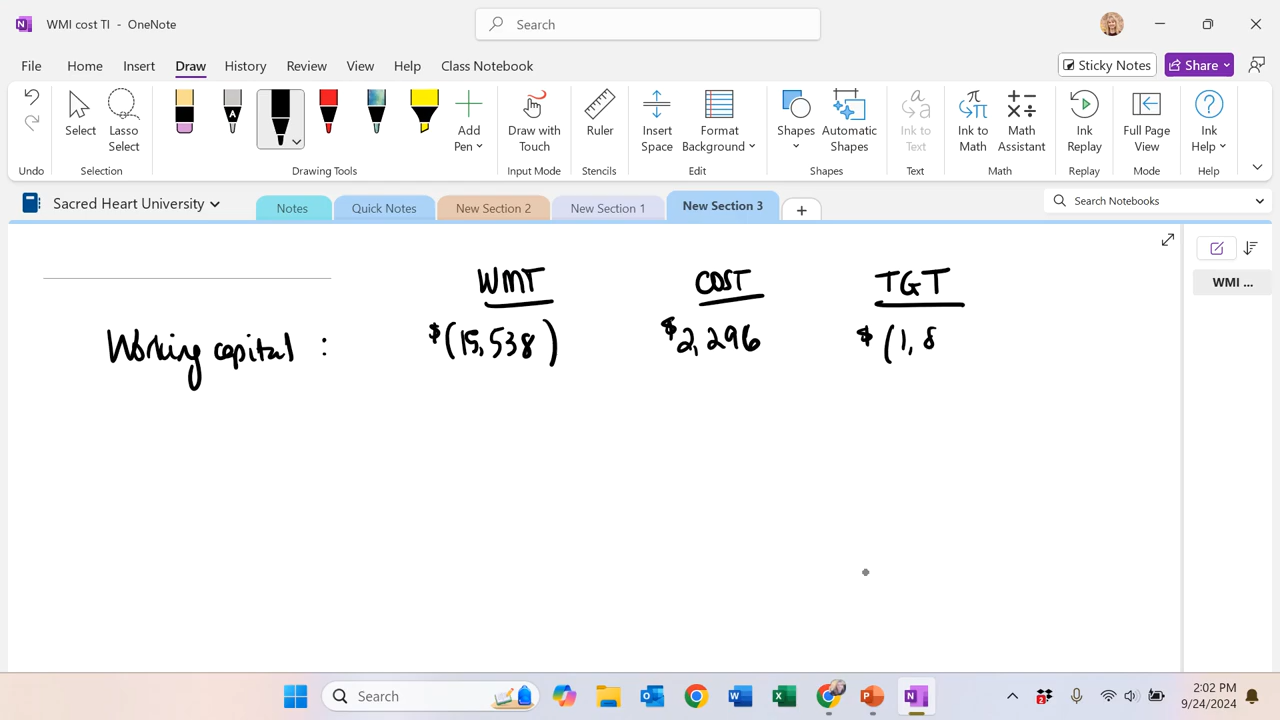 WMI cost TI - OneNote
Search
File Home Insert Draw History Review View Help Class Notebook
Sticky Notes Share
Select Lasso Select A Add Pen Draw with Touch Ruler Insert Space Format Background Shapes Automatic Shapes Ink to Text Ink to Math Math Assistant Ink Replay Full Page View Ink Help
Undo Selection Drawing Tools Input Mode Stencils Edit Shapes Text Math Replay Mode Help
Sacred Heart University Notes Quick Notes New Section 2 New Section 1 New Section 3 + Search Notebooks
WMI ...
WMT COST TGT
Working capital : $(15,538) $2,296 $(1,8
Search
2:02 PM
9/24/2024